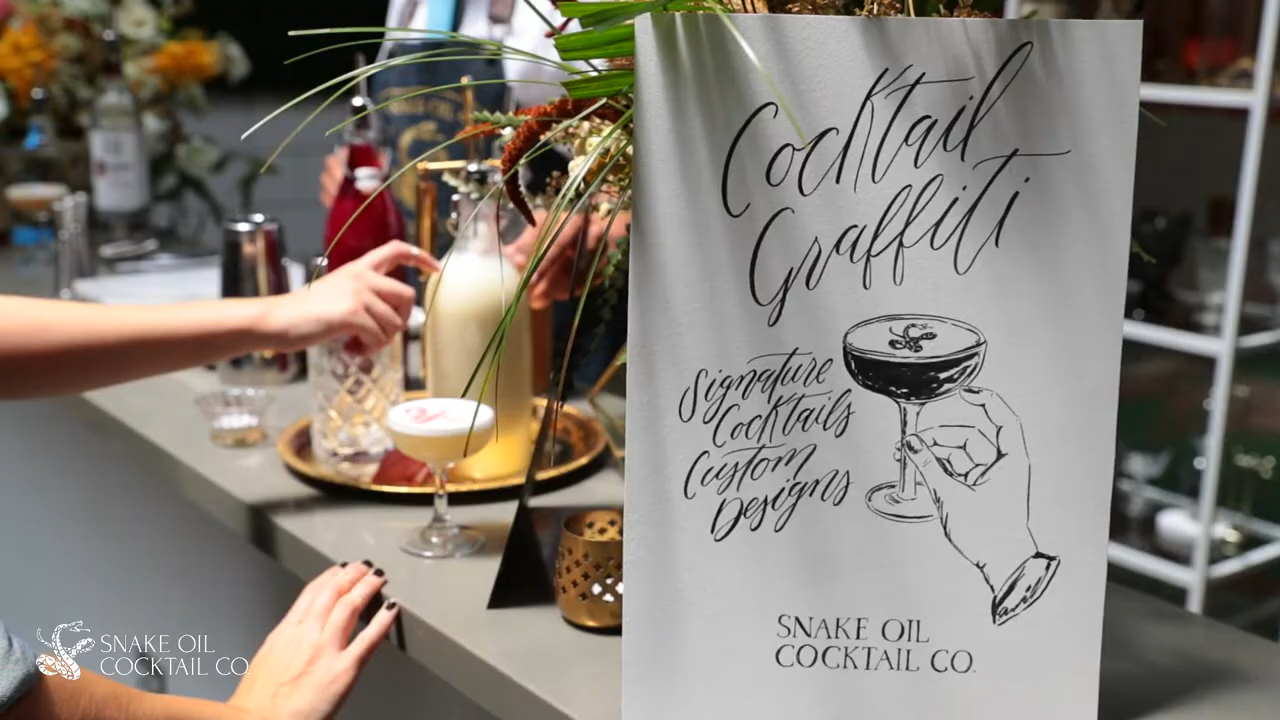 Cocktail
Graffiti
Signature
Cocktails
Custom
Designs
SNAKE OIL
COCKTAIL CO.
SNAKE OIL
COCKTAIL CO.